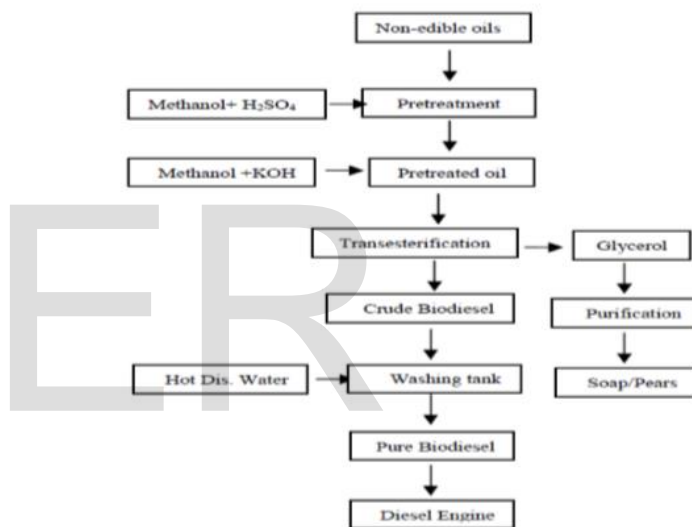 Non-edible oils
Methanol+ H₂SO₄
Pretreatment
Methanol +KOH
Pretreated oil
Transesterification
Glycerol
Crude Biodiesel
Purification
Hot Dis. Water
Washing tank
Soap/Pears
Pure Biodiesel
Diesel Engine
ER